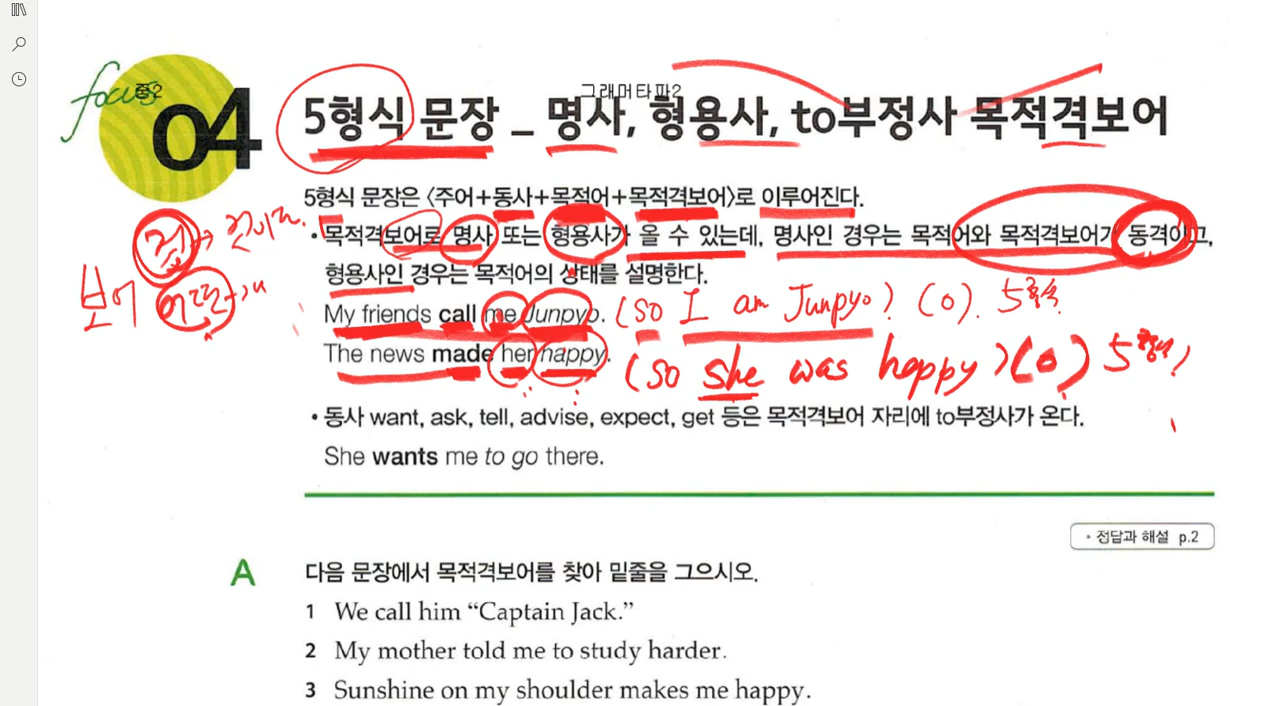 그래머타파2
focus
중2
04
5형식 문장 _ 명사, 형용사, to부정사 목적격보어
5형식 문장은 〈주어+동사+목적어+목적격보어〉로 이루어진다.
• 목적격보어로 명사 또는 형용사가 올 수 있는데, 명사인 경우는 목적어와 목적격보어가 동격이고,
형용사인 경우는 목적어의 상태를 설명한다.
보어
My friends call me Junpyo. (so I am Junpyo) (O). 5형식
The news made her happy. (so she was happy) (O) 5형식
• 동사 want, ask, tell, advise, expect, get 등은 목적격보어 자리에 to부정사가 온다.
She wants me to go there.
• 정답과 해설 p.2
A 다음 문장에서 목적격보어를 찾아 밑줄을 그으시오.
1 We call him “Captain Jack.”
2 My mother told me to study harder.
3 Sunshine on my shoulder makes me happy.